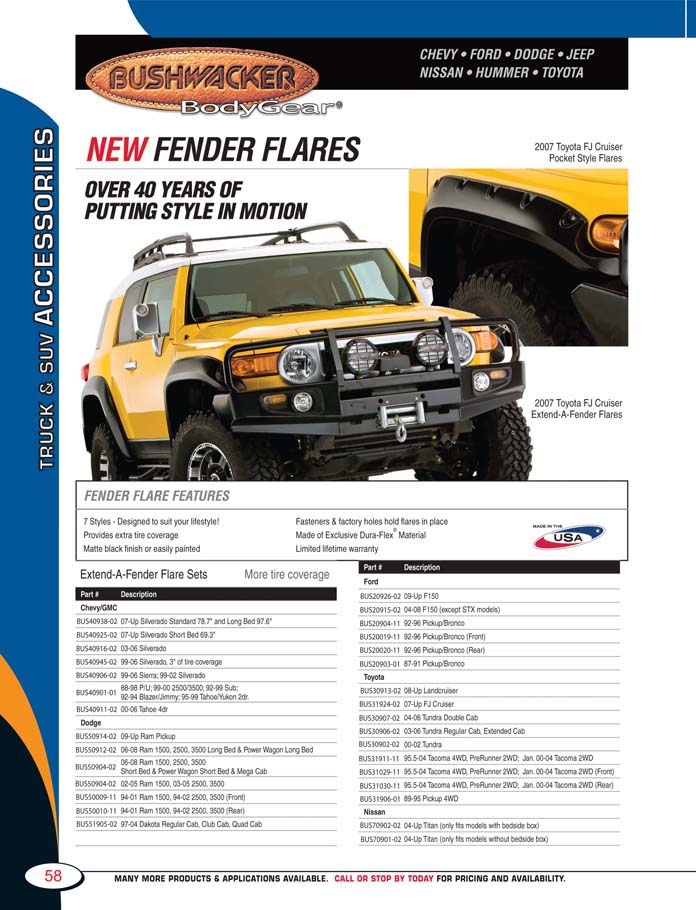 BUSHWACKER
BodyGear®
CHEVY • FORD • DODGE • JEEP
NISSAN • HUMMER • TOYOTA
TRUCK & SUV ACCESSORIES
NEW FENDER FLARES
OVER 40 YEARS OF
PUTTING STYLE IN MOTION
2007 Toyota FJ Cruiser
Pocket Style Flares
2007 Toyota FJ Cruiser
Extend-A-Fender Flares
FENDER FLARE FEATURES
7 Styles - Designed to suit your lifestyle!
Provides extra tire coverage
Matte black finish or easily painted
Fasteners & factory holes hold flares in place
Made of Exclusive Dura-Flex® Material
Limited lifetime warranty
MADE IN THE
USA
Extend-A-Fender Flare Sets More tire coverage
Part # Description
Chevy/GMC
BUS40938-02 07-Up Silverado Standard 78.7" and Long Bed 97.6"
BUS40925-02 07-Up Silverado Short Bed 69.3"
BUS40916-02 03-06 Silverado
BUS40945-02 99-06 Silverado, 3" of tire coverage
BUS40906-02 99-06 Sierra; 99-02 Silverado
BUS40901-01 88-98 P/U; 99-00 2500/3500; 92-99 Sub;
92-94 Blazer/Jimmy; 95-99 Tahoe/Yukon 2dr.
BUS40911-02 00-06 Tahoe 4dr
Dodge
BUS50914-02 09-Up Ram Pickup
BUS50912-02 06-08 Ram 1500, 2500, 3500 Long Bed & Power Wagon Long Bed
BUS50904-02 06-08 Ram 1500, 2500, 3500
Short Bed & Power Wagon Short Bed & Mega Cab
BUS50904-02 02-05 Ram 1500, 03-05 2500, 3500
BUS50009-11 94-01 Ram 1500, 94-02 2500, 3500 (Front)
BUS50010-11 94-01 Ram 1500, 94-02 2500, 3500 (Rear)
BUS51905-02 97-04 Dakota Regular Cab, Club Cab, Quad Cab
Part # Description
Ford
BUS20926-02 09-Up F150
BUS20915-02 04-08 F150 (except STX models)
BUS20904-11 92-96 Pickup/Bronco
BUS20019-11 92-96 Pickup/Bronco (Front)
BUS20020-11 92-96 Pickup/Bronco (Rear)
BUS20903-01 87-91 Pickup/Bronco
Toyota
BUS30913-02 08-Up Landcruiser
BUS31924-02 07-Up FJ Cruiser
BUS30907-02 04-06 Tundra Double Cab
BUS30906-02 03-06 Tundra Regular Cab, Extended Cab
BUS30902-02 00-02 Tundra
BUS31911-11 95.5-04 Tacoma 4WD, PreRunner 2WD; Jan. 00-04 Tacoma 2WD
BUS31029-11 95.5-04 Tacoma 4WD, PreRunner 2WD; Jan. 00-04 Tacoma 2WD (Front)
BUS31030-11 95.5-04 Tacoma 4WD, PreRunner 2WD; Jan. 00-04 Tacoma 2WD (Rear)
BUS31906-01 89-95 Pickup 4WD
Nissan
BUS70902-02 04-Up Titan (only fits models with bedside box)
BUS70901-02 04-Up Titan (only fits models without bedside box)
58
MANY MORE PRODUCTS & APPLICATIONS AVAILABLE. CALL OR STOP BY TODAY FOR PRICING AND AVAILABILITY.